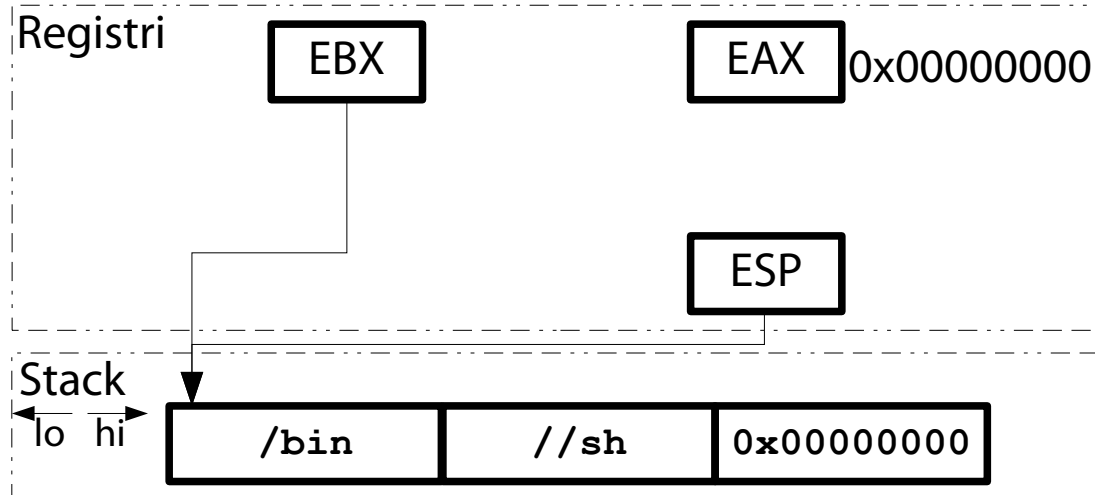 Registri
EBX
EAX 0x00000000
ESP
Stack
lo hi
/bin //sh 0x00000000